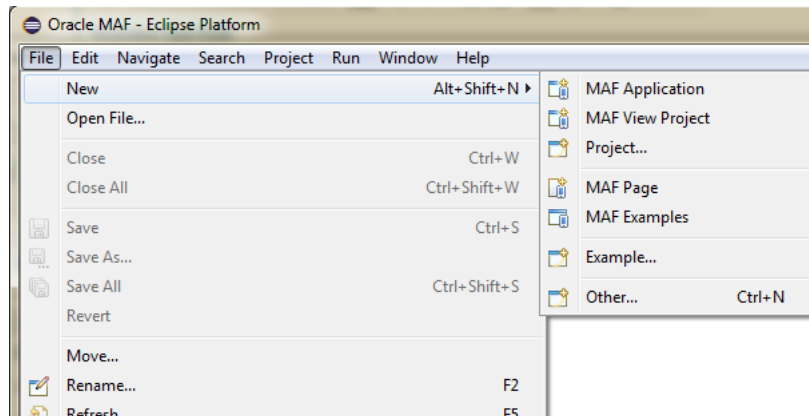 Oracle MAF - Eclipse Platform
File Edit Navigate Search Project Run Window Help
New Alt+Shift+N
Open File...
Close Ctrl+W
Close All Ctrl+Shift+W
Save Ctrl+S
Save As...
Save All Ctrl+Shift+S
Revert
Move...
Rename... F2
Refresh F5
MAF Application
MAF View Project
Project...
MAF Page
MAF Examples
Example...
Other... Ctrl+N